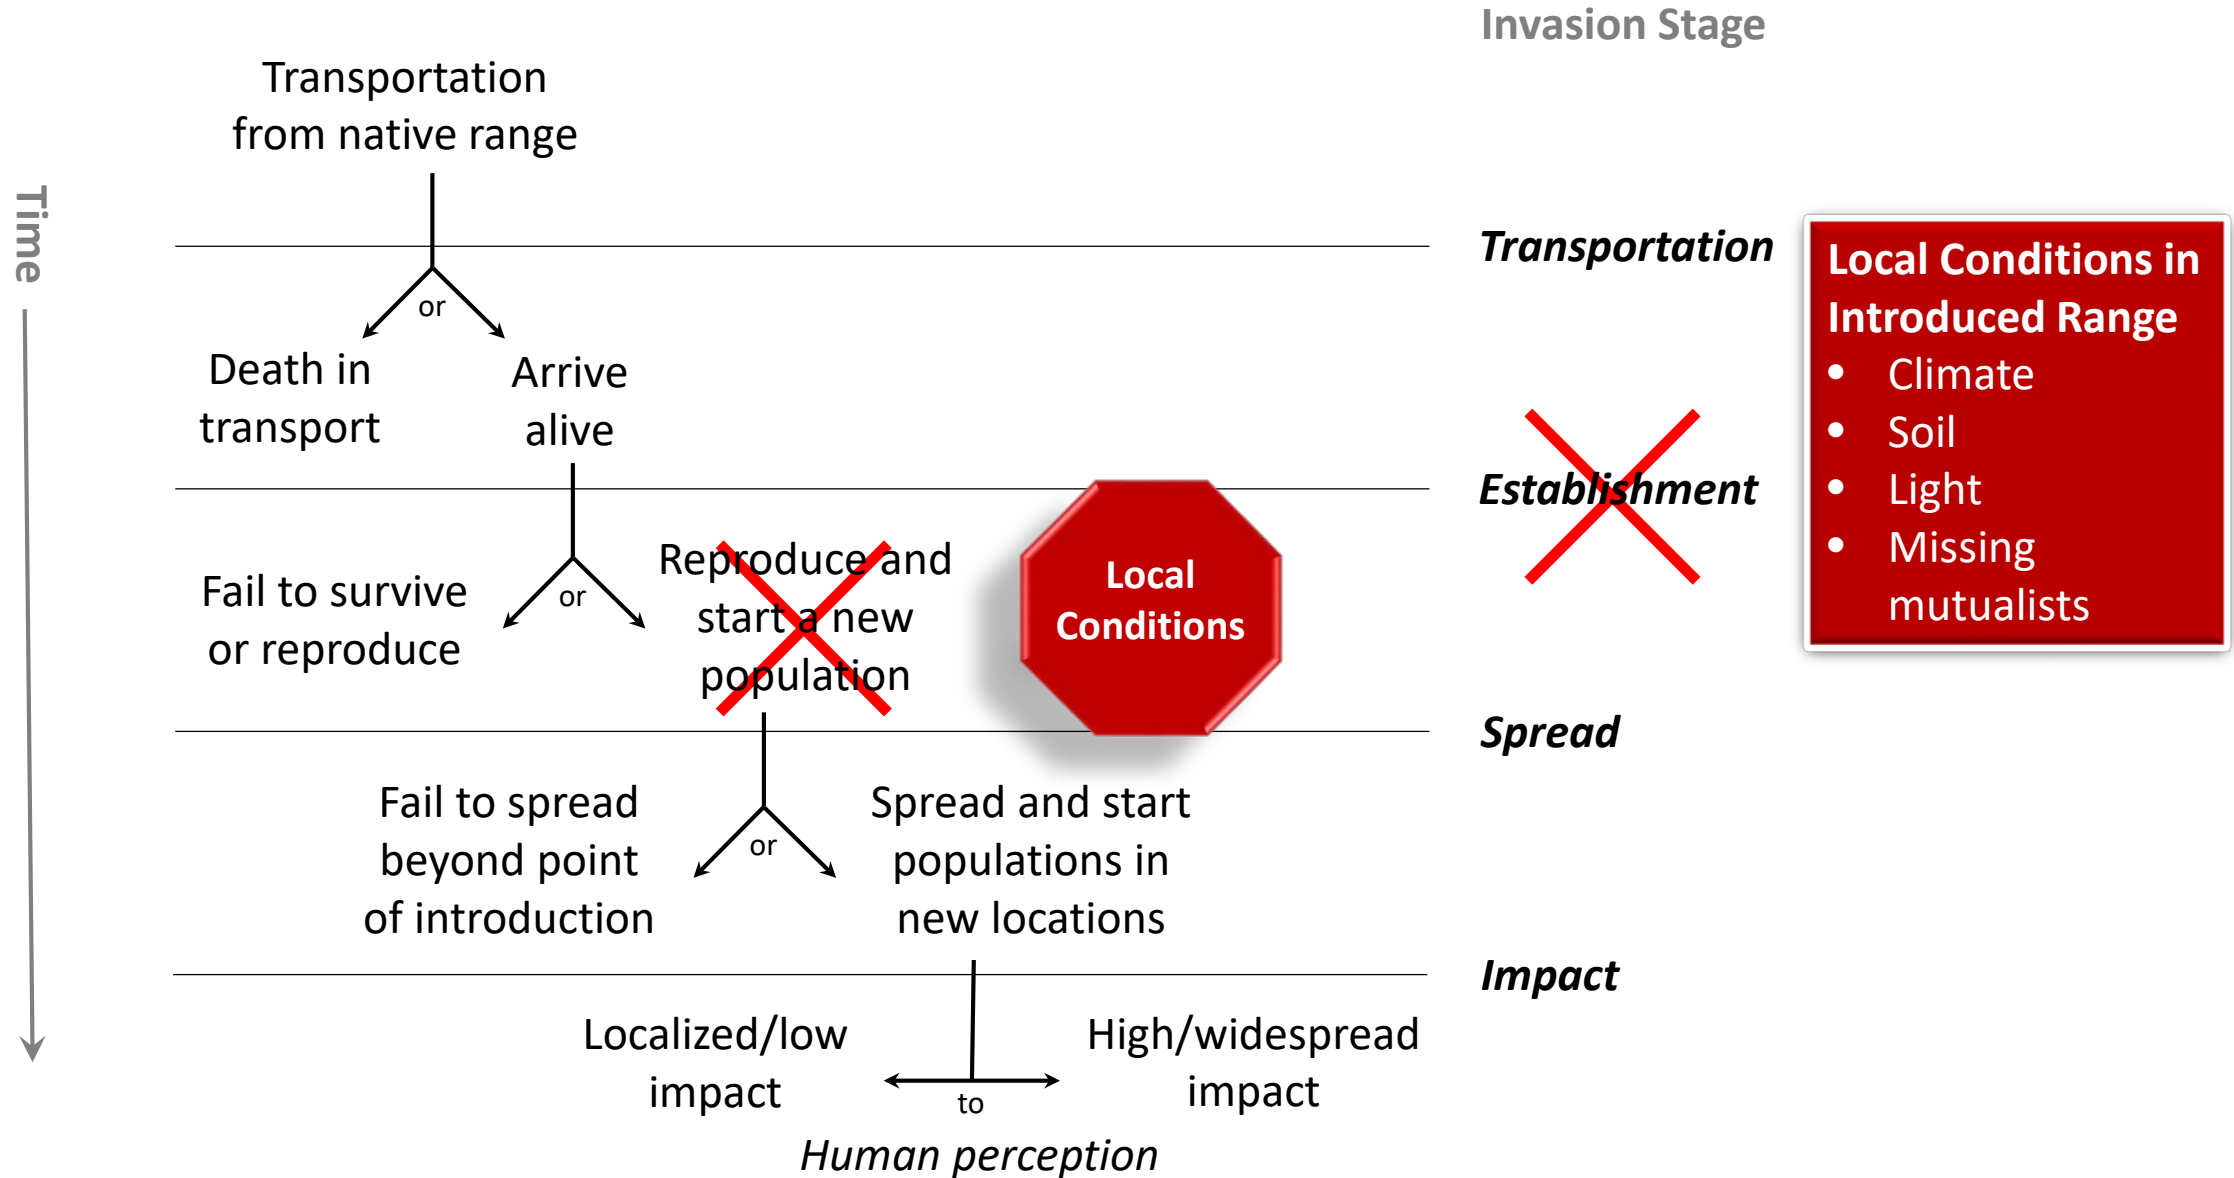 Invasion Stage
Transportation
from native range
Time
Transportation
or
Death in
transport
Arrive
alive
Local Conditions in
Introduced Range
• Climate
• Soil
• Light
• Missing
mutualists
Establishment
Fail to survive
or reproduce
or
Reproduce and
start a new
population
Local
Conditions
Spread
Fail to spread
beyond point
of introduction
or
Spread and start
populations in
new locations
Impact
Localized/low
impact
to
High/widespread
impact
Human perception